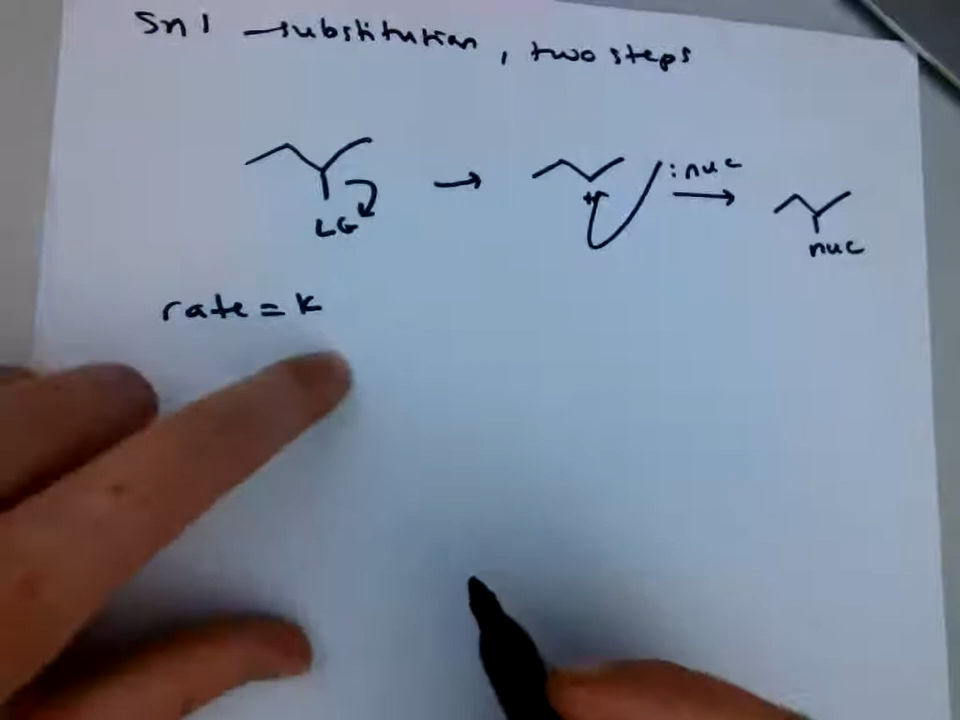 Sn1 —substitution, two steps
:nuc
LG
+
nuc
rate = k